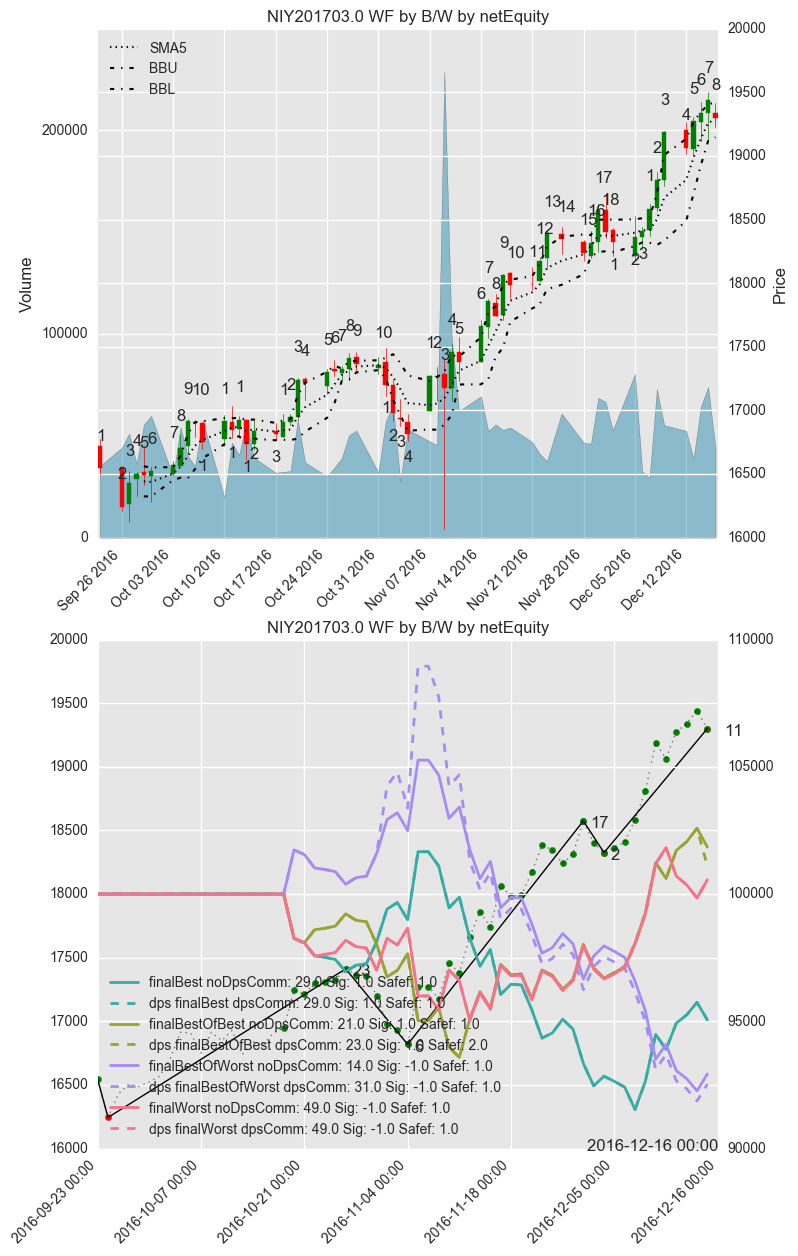 NIY201703.0 WF by B/W by netEquity
SMA5
BBU
BBL
Volume
200000
100000
0
Price
20000
19500
19000
18500
18000
17500
17000
16500
16000
Sep 26 2016
Oct 03 2016
Oct 10 2016
Oct 17 2016
Oct 24 2016
Oct 31 2016
Nov 07 2016
Nov 14 2016
Nov 21 2016
Nov 28 2016
Dec 05 2016
Dec 12 2016
NIY201703.0 WF by B/W by netEquity
20000
19500
19000
18500
18000
17500
17000
16500
16000
110000
105000
100000
95000
90000
11
17
2
23
6
finalBest noDpsComm: 29.0 Sig: 1.0 Safef: 1.0
dps finalBest dpsComm: 29.0 Sig: 1.0 Safef: 1.0
finalBestOfBest noDpsComm: 21.0 Sig: 1.0 Safef: 1.0
dps finalBestOfBest dpsComm: 23.0 Sig: 1.0 Safef: 2.0
finalBestOfWorst noDpsComm: 14.0 Sig: -1.0 Safef: 1.0
dps finalBestOfWorst dpsComm: 31.0 Sig: -1.0 Safef: 1.0
finalWorst noDpsComm: 49.0 Sig: -1.0 Safef: 1.0
dps finalWorst dpsComm: 49.0 Sig: -1.0 Safef: 1.0
2016-12-16 00:00
2016-09-23 00:00
2016-10-07 00:00
2016-10-21 00:00
2016-11-04 00:00
2016-11-18 00:00
2016-12-05 00:00
2016-12-16 00:00